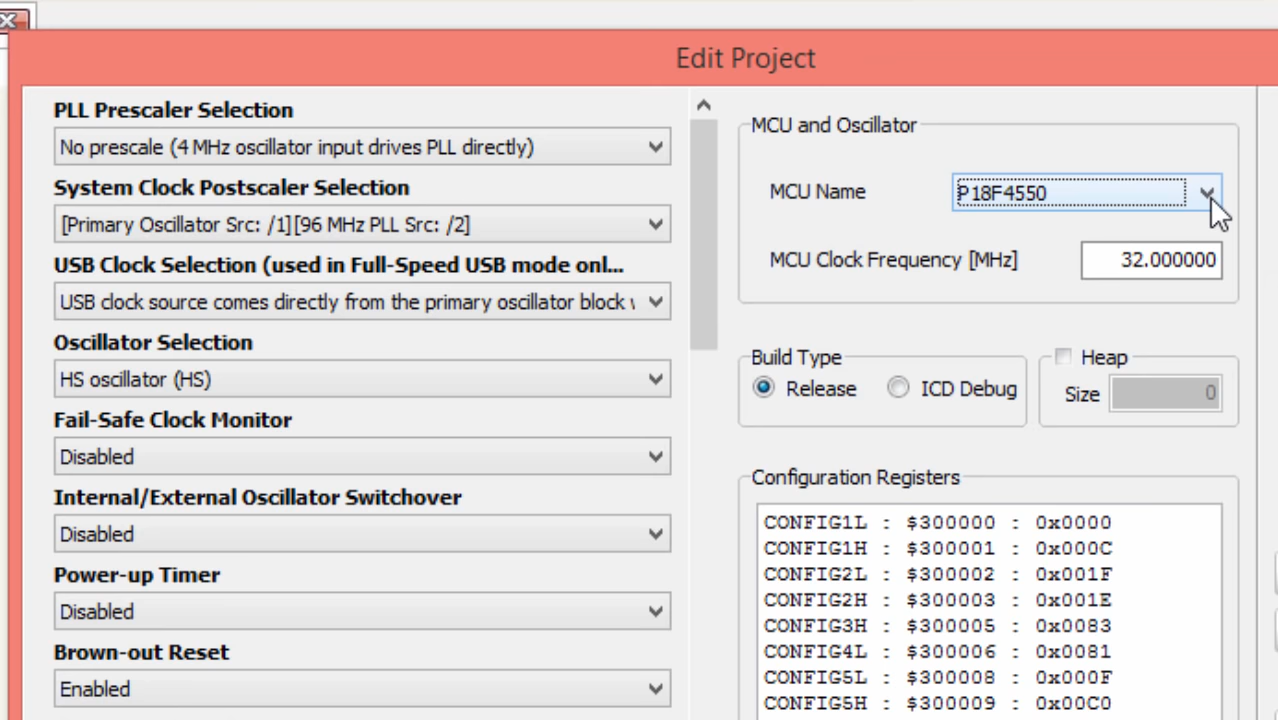 Edit Project
PLL Prescaler Selection
No prescale (4 MHz oscillator input drives PLL directly)
System Clock Postscaler Selection
[Primary Oscillator Src: /1][96 MHz PLL Src: /2]
USB Clock Selection (used in Full-Speed USB mode onl...
USB clock source comes directly from the primary oscillator block
Oscillator Selection
HS oscillator (HS)
Fail-Safe Clock Monitor
Disabled
Internal/External Oscillator Switchover
Disabled
Power-up Timer
Disabled
Brown-out Reset
Enabled
MCU and Oscillator
MCU Name
P18F4550
MCU Clock Frequency [MHz]
32.000000
Build Type
Release
ICD Debug
Heap
Size
0
Configuration Registers
CONFIG1L : $300000 : 0x0000
CONFIG1H : $300001 : 0x000C
CONFIG2L : $300002 : 0x001F
CONFIG2H : $300003 : 0x001E
CONFIG3H : $300005 : 0x0083
CONFIG4L : $300006 : 0x0081
CONFIG5L : $300008 : 0x000F
CONFIG5H : $300009 : 0x00C0